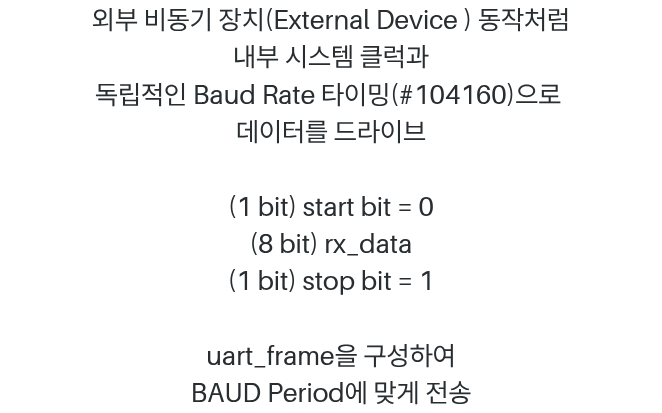 외부 비동기 장치(External Device ) 동작처럼
내부 시스템 클럭과
독립적인 Baud Rate 타이밍(#104160)으로
데이터를 드라이브
(1 bit) start bit = 0
(8 bit) rx_data
(1 bit) stop bit = 1
uart_frame을 구성하여
BAUD Period에 맞게 전송